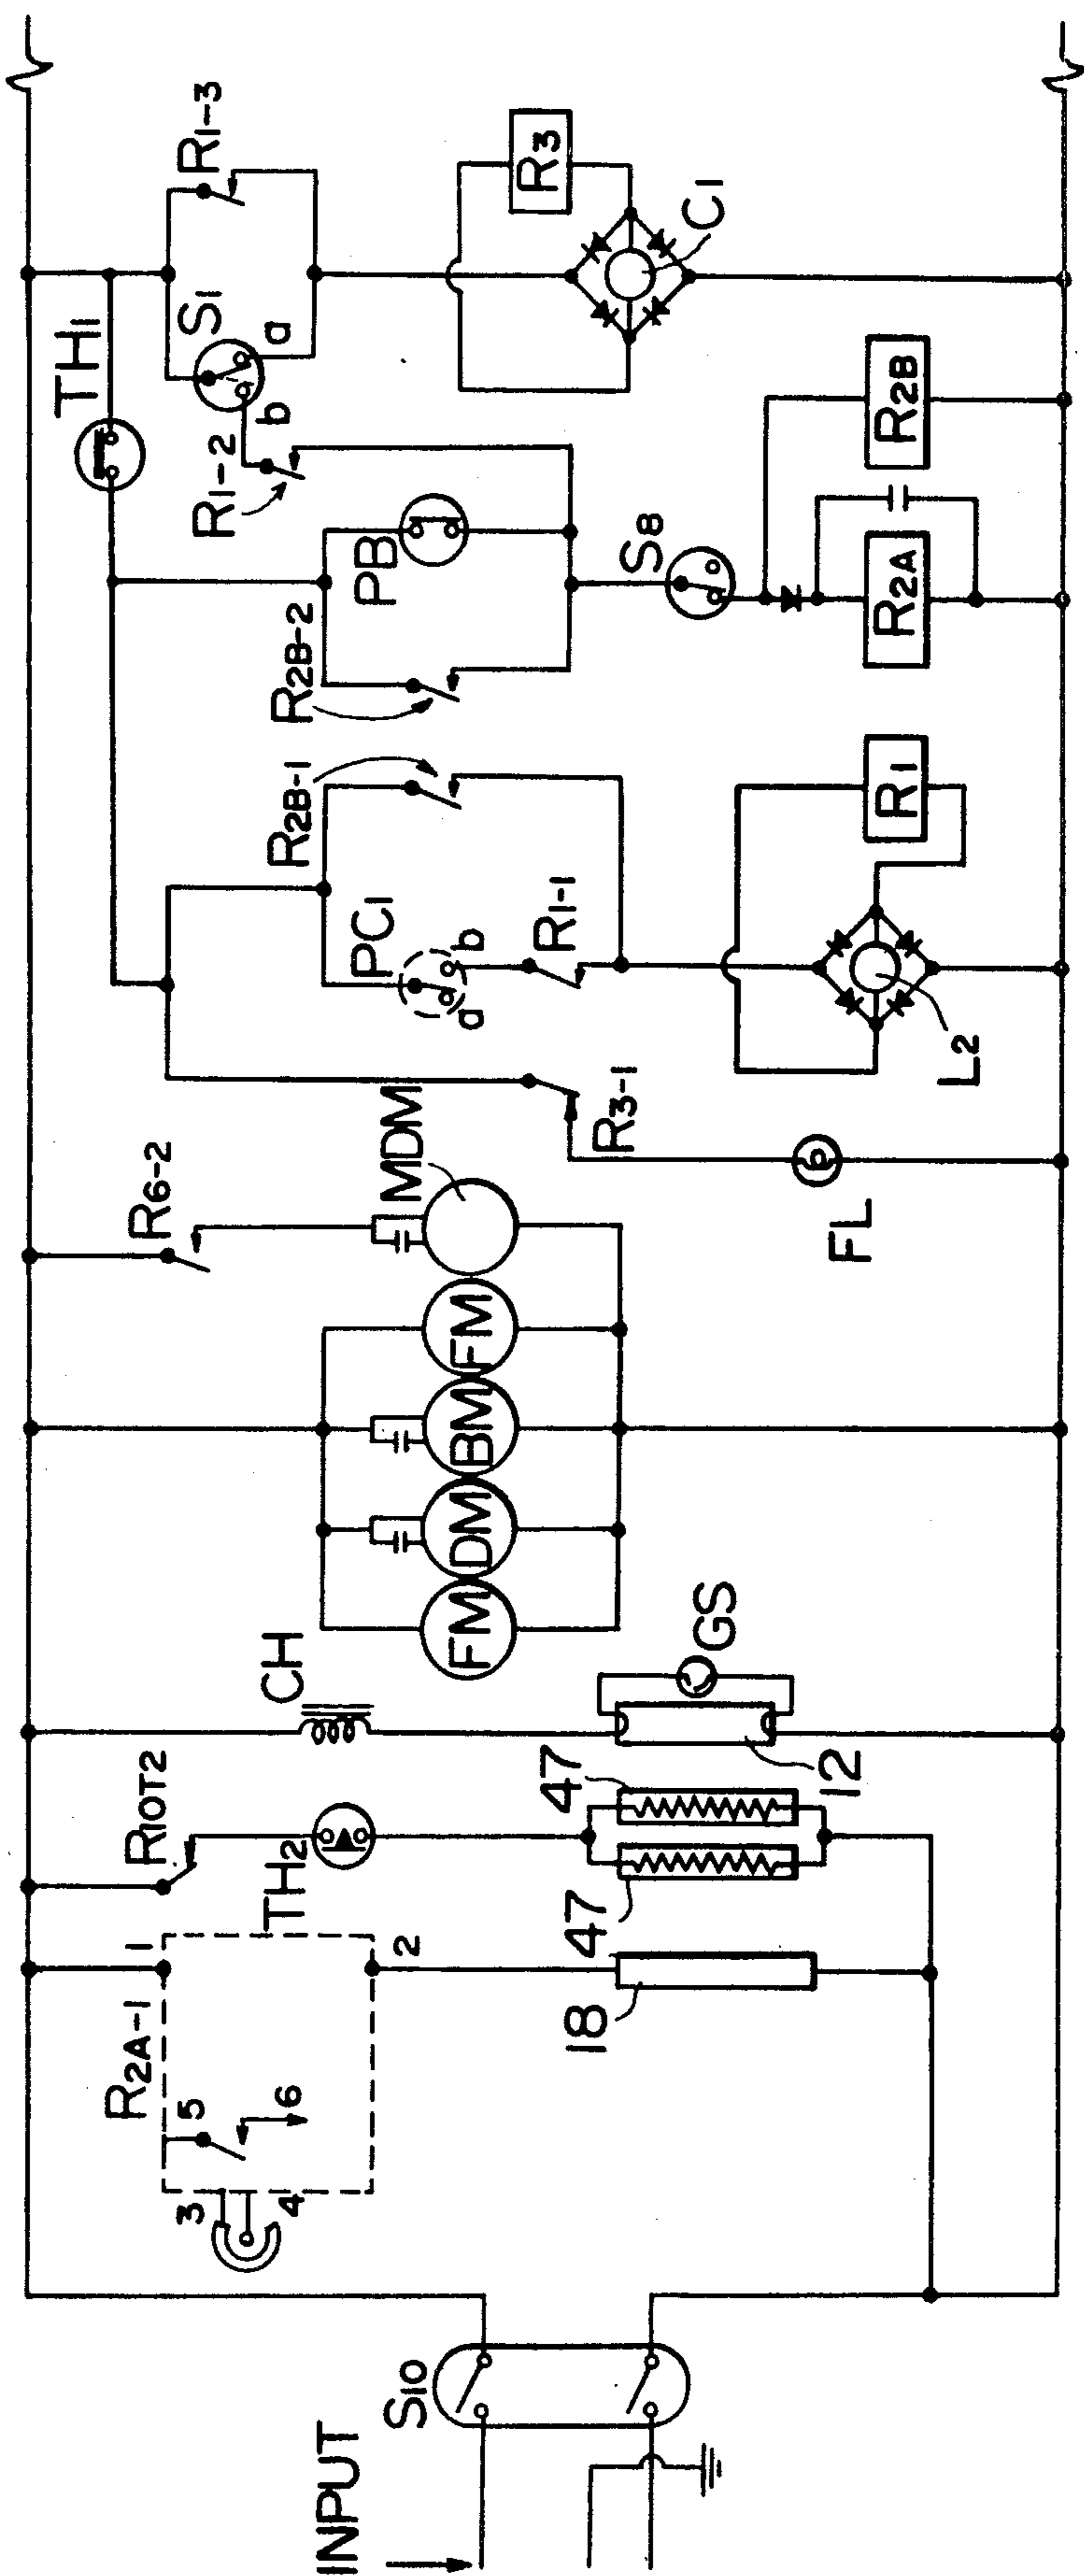 INPUT
S10
3
4
5
6
R2A-1
1
2
18
R10T2
TH2
47
47
CH
12
GS
FM
DM
BM
FM
MDM
R6-2
FL
R3-1
PC1
a
b
R1-1
R2B-1
L2
R1
R2B-2
PB
TH1
R1-2
S1
a
b
S8
R2A
R2B
R1-3
R3
C1